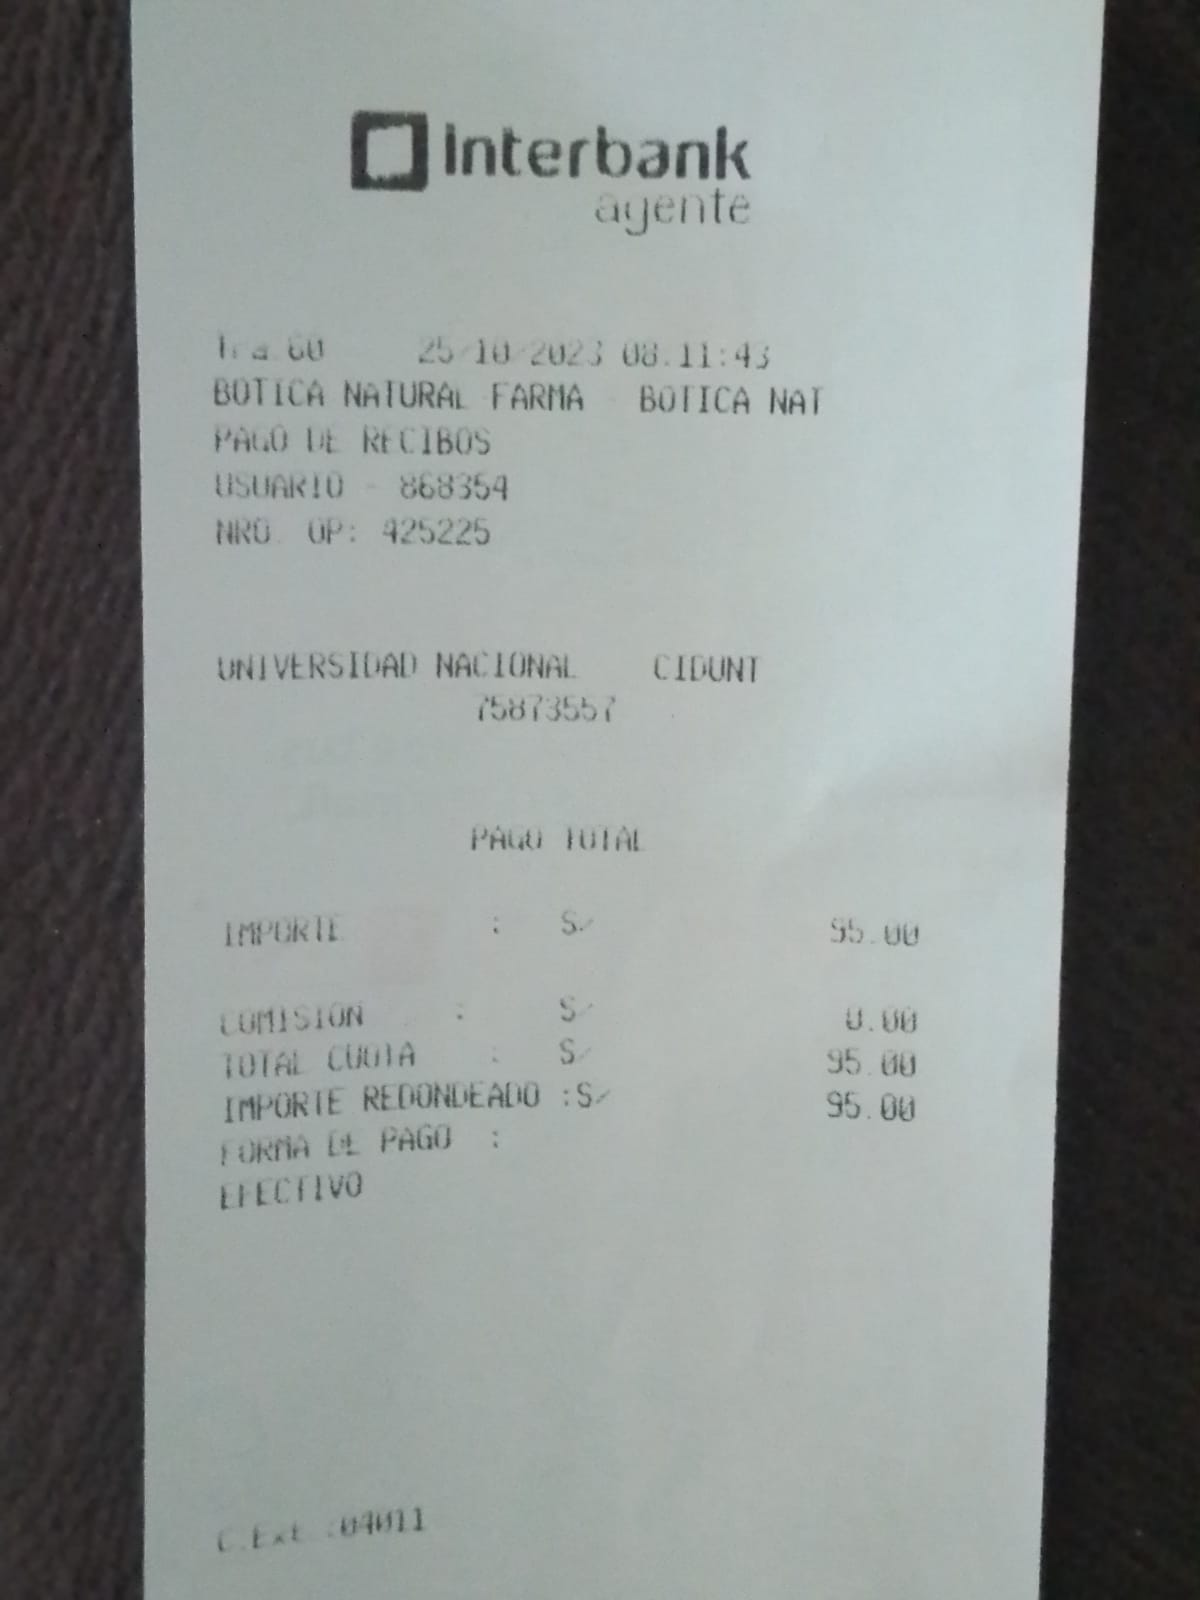 interbank
agente
Tra.60 25/10/2023 08.11:43
BOTICA NATURAL FARMA - BOTICA NAT
PAGO DE RECIBOS
USUARIO - 868354
NRO. OP: 425225
UNIVERSIDAD NACIONAL CIDUNT
75873557
PAGO TOTAL
IMPORTE : S/ 95.00
COMISION : S/ 0.00
TOTAL CUOTA : S/ 95.00
IMPORTE REDONDEADO :S/ 95.00
FORMA DE PAGO :
EFECTIVO
C.Ext.:04011